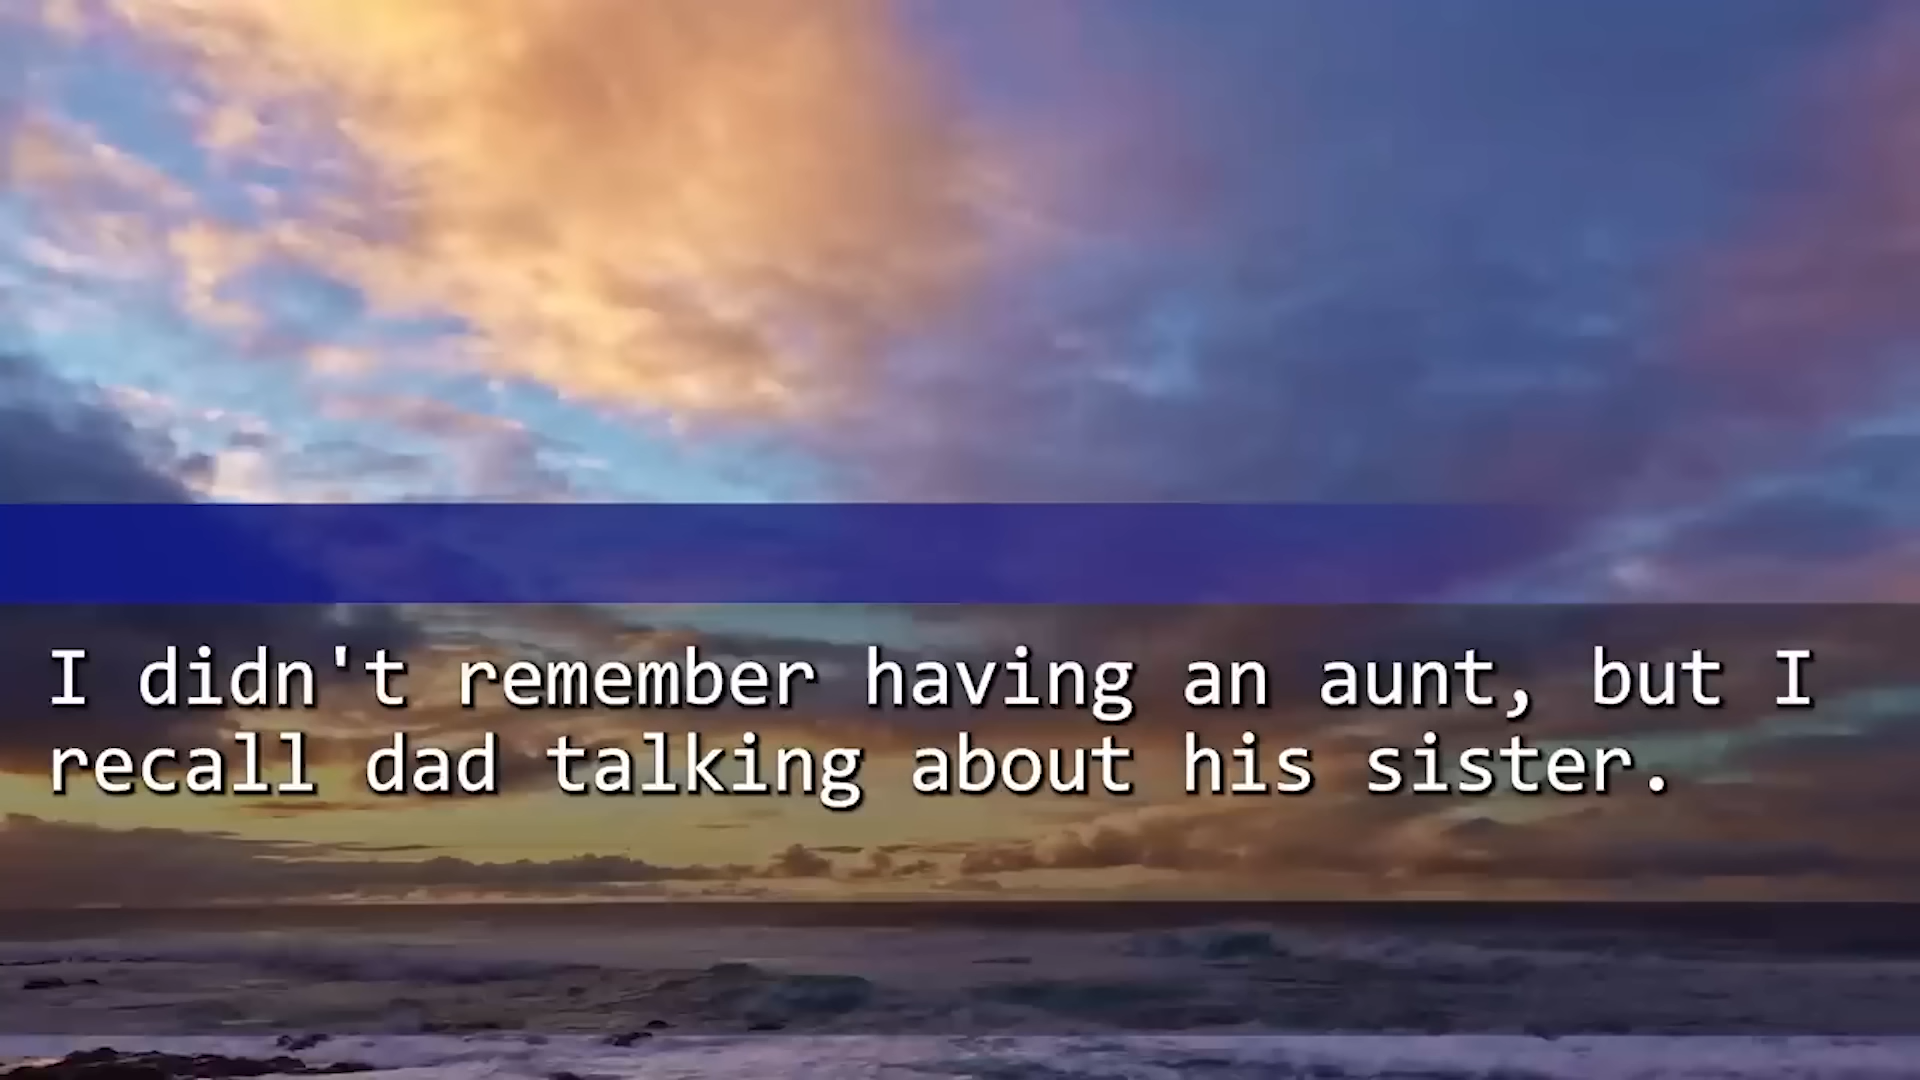 I didn't remember having an aunt, but I
recall dad talking about his sister.